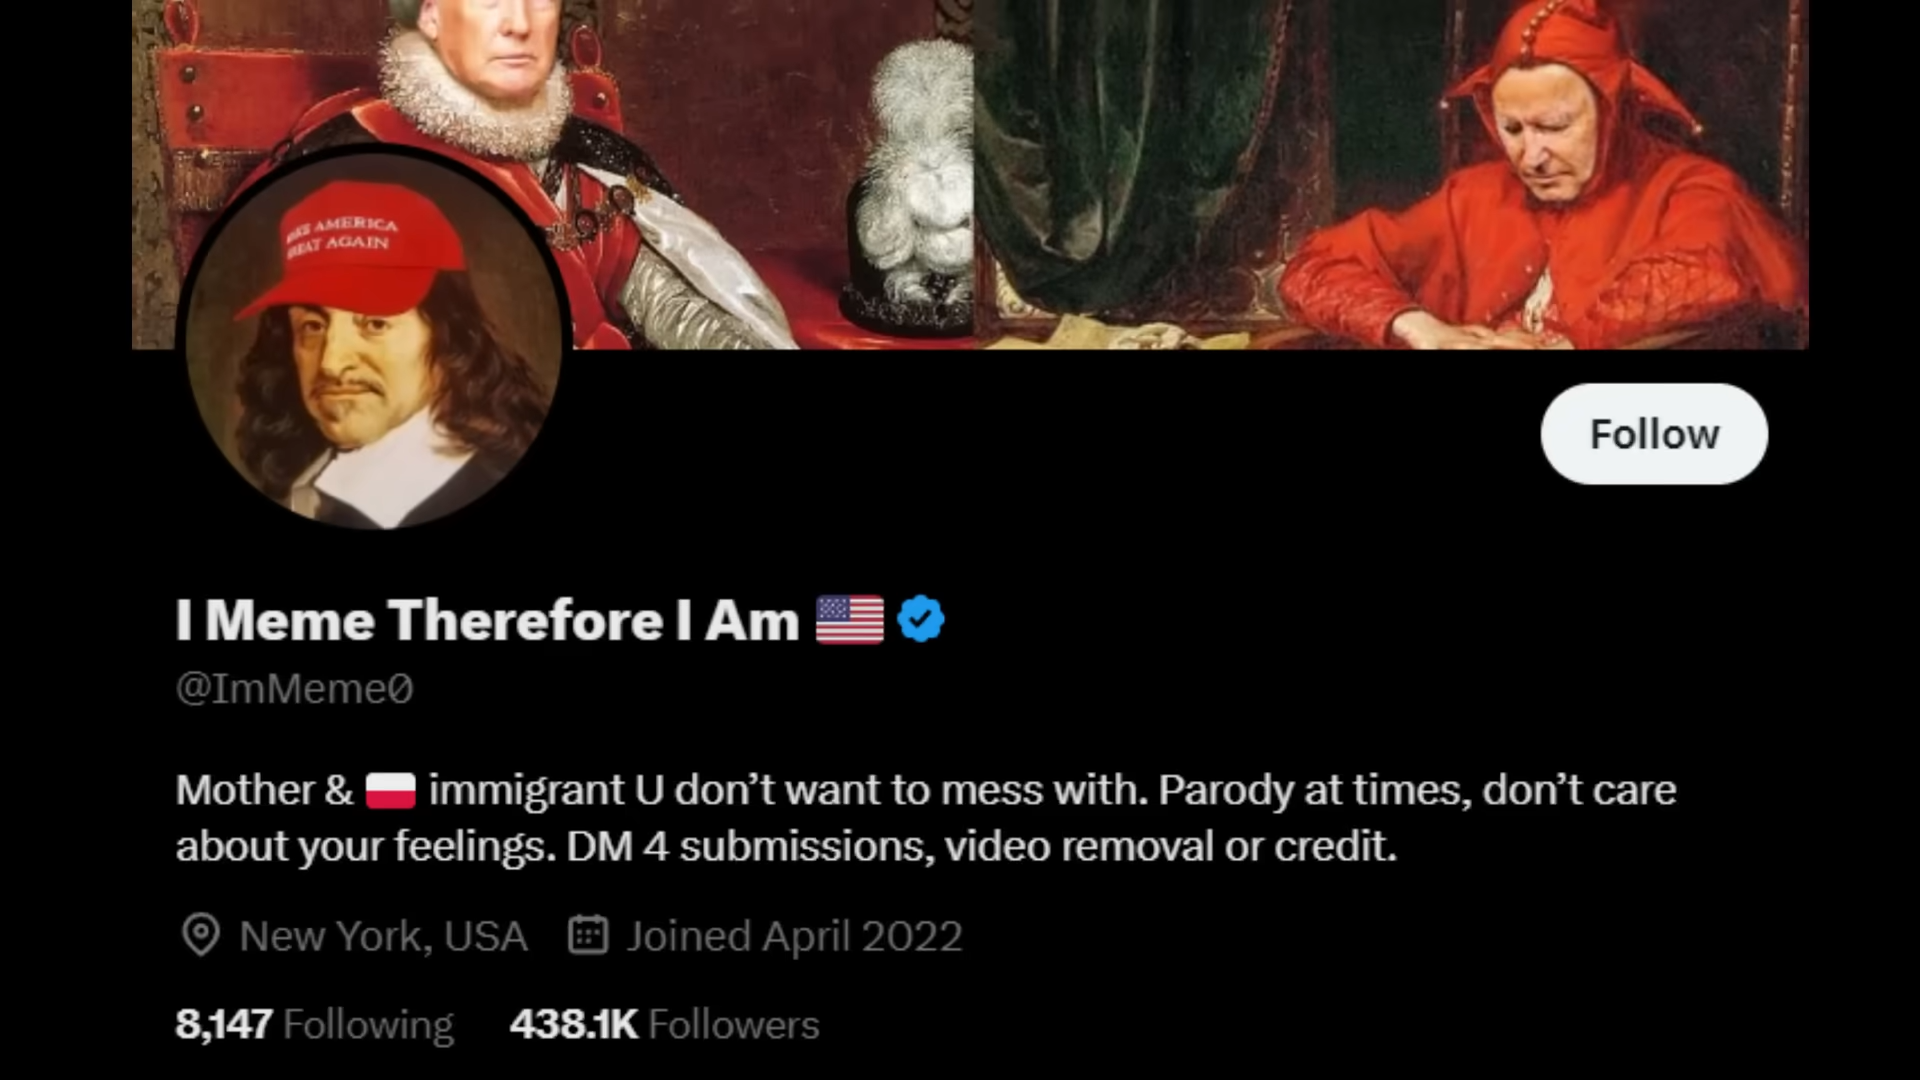 AMERICA
AGAIN
Follow
I Meme Therefore I Am 🇺🇸
@ImMeme0
Mother & 🇵🇱 immigrant U don’t want to mess with. Parody at times, don’t care
about your feelings. DM 4 submissions, video removal or credit.
New York, USA Joined April 2022
8,147 Following 438.1K Followers